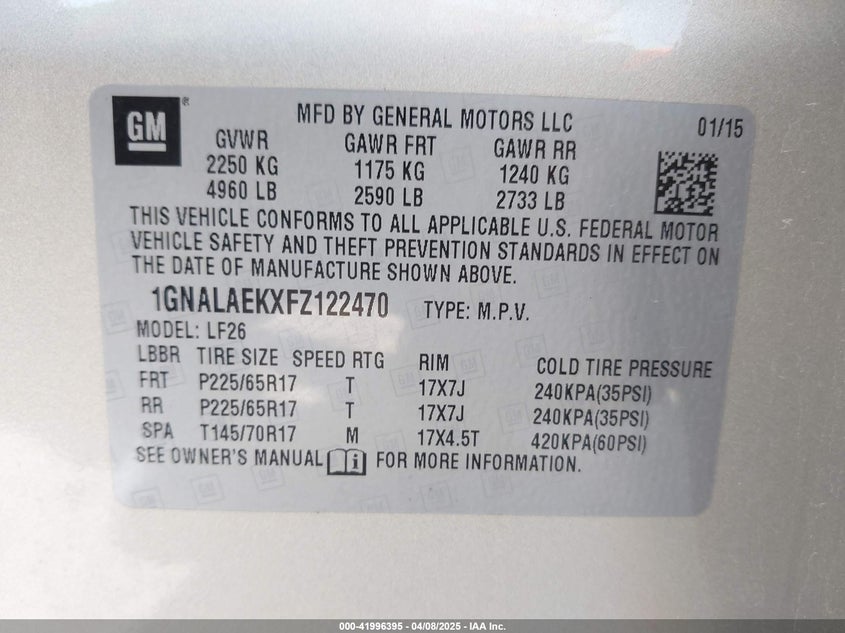 GM® MFD BY GENERAL MOTORS LLC 01/15
GVWR GAWR FRT GAWR RR
2250 KG 1175 KG 1240 KG
4960 LB 2590 LB 2733 LB
THIS VEHICLE CONFORMS TO ALL APPLICABLE U.S. FEDERAL MOTOR
VEHICLE SAFETY AND THEFT PREVENTION STANDARDS IN EFFECT ON
THE DATE OF MANUFACTURE SHOWN ABOVE.
1GNALAEKXFZ122470 TYPE: M.P.V.
MODEL: LF26
LBBR TIRE SIZE SPEED RTG RIM COLD TIRE PRESSURE
FRT P225/65R17 T 17X7J 240KPA(35PSI)
RR P225/65R17 T 17X7J 240KPA(35PSI)
SPA T145/70R17 M 17X4.5T 420KPA(60PSI)
SEE OWNER'S MANUAL i FOR MORE INFORMATION.
000-41996395 - 04/08/2025 - IAA Inc.